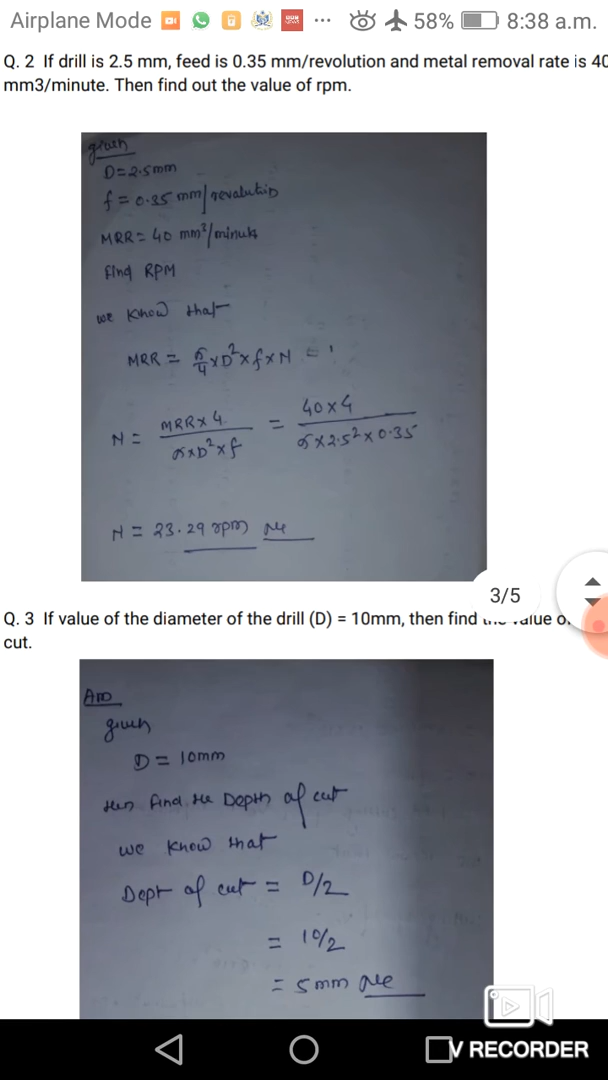 Airplane Mode ... 58% 8:38 a.m.
Q. 2 If drill is 2.5 mm, feed is 0.35 mm/revolution and metal removal rate is 40
mm3/minute. Then find out the value of rpm.
given
D=2.5mm
f = 0.35 mm/revolution
MRR= 40 mm³/minute
find RPM
we know that
MRR = π/4 x D² x f x N =
N = MRR x 4 / π x D² x f = 40 x 4 / π x 2.5² x 0.35
N = 23.29 rpm
3/5
Q. 3 If value of the diameter of the drill (D) = 10mm, then find
cut.
given
D = 10mm
find the Depth of cut
we know that
Dept of cut = D/2
= 10/2
= 5mm
V RECORDER